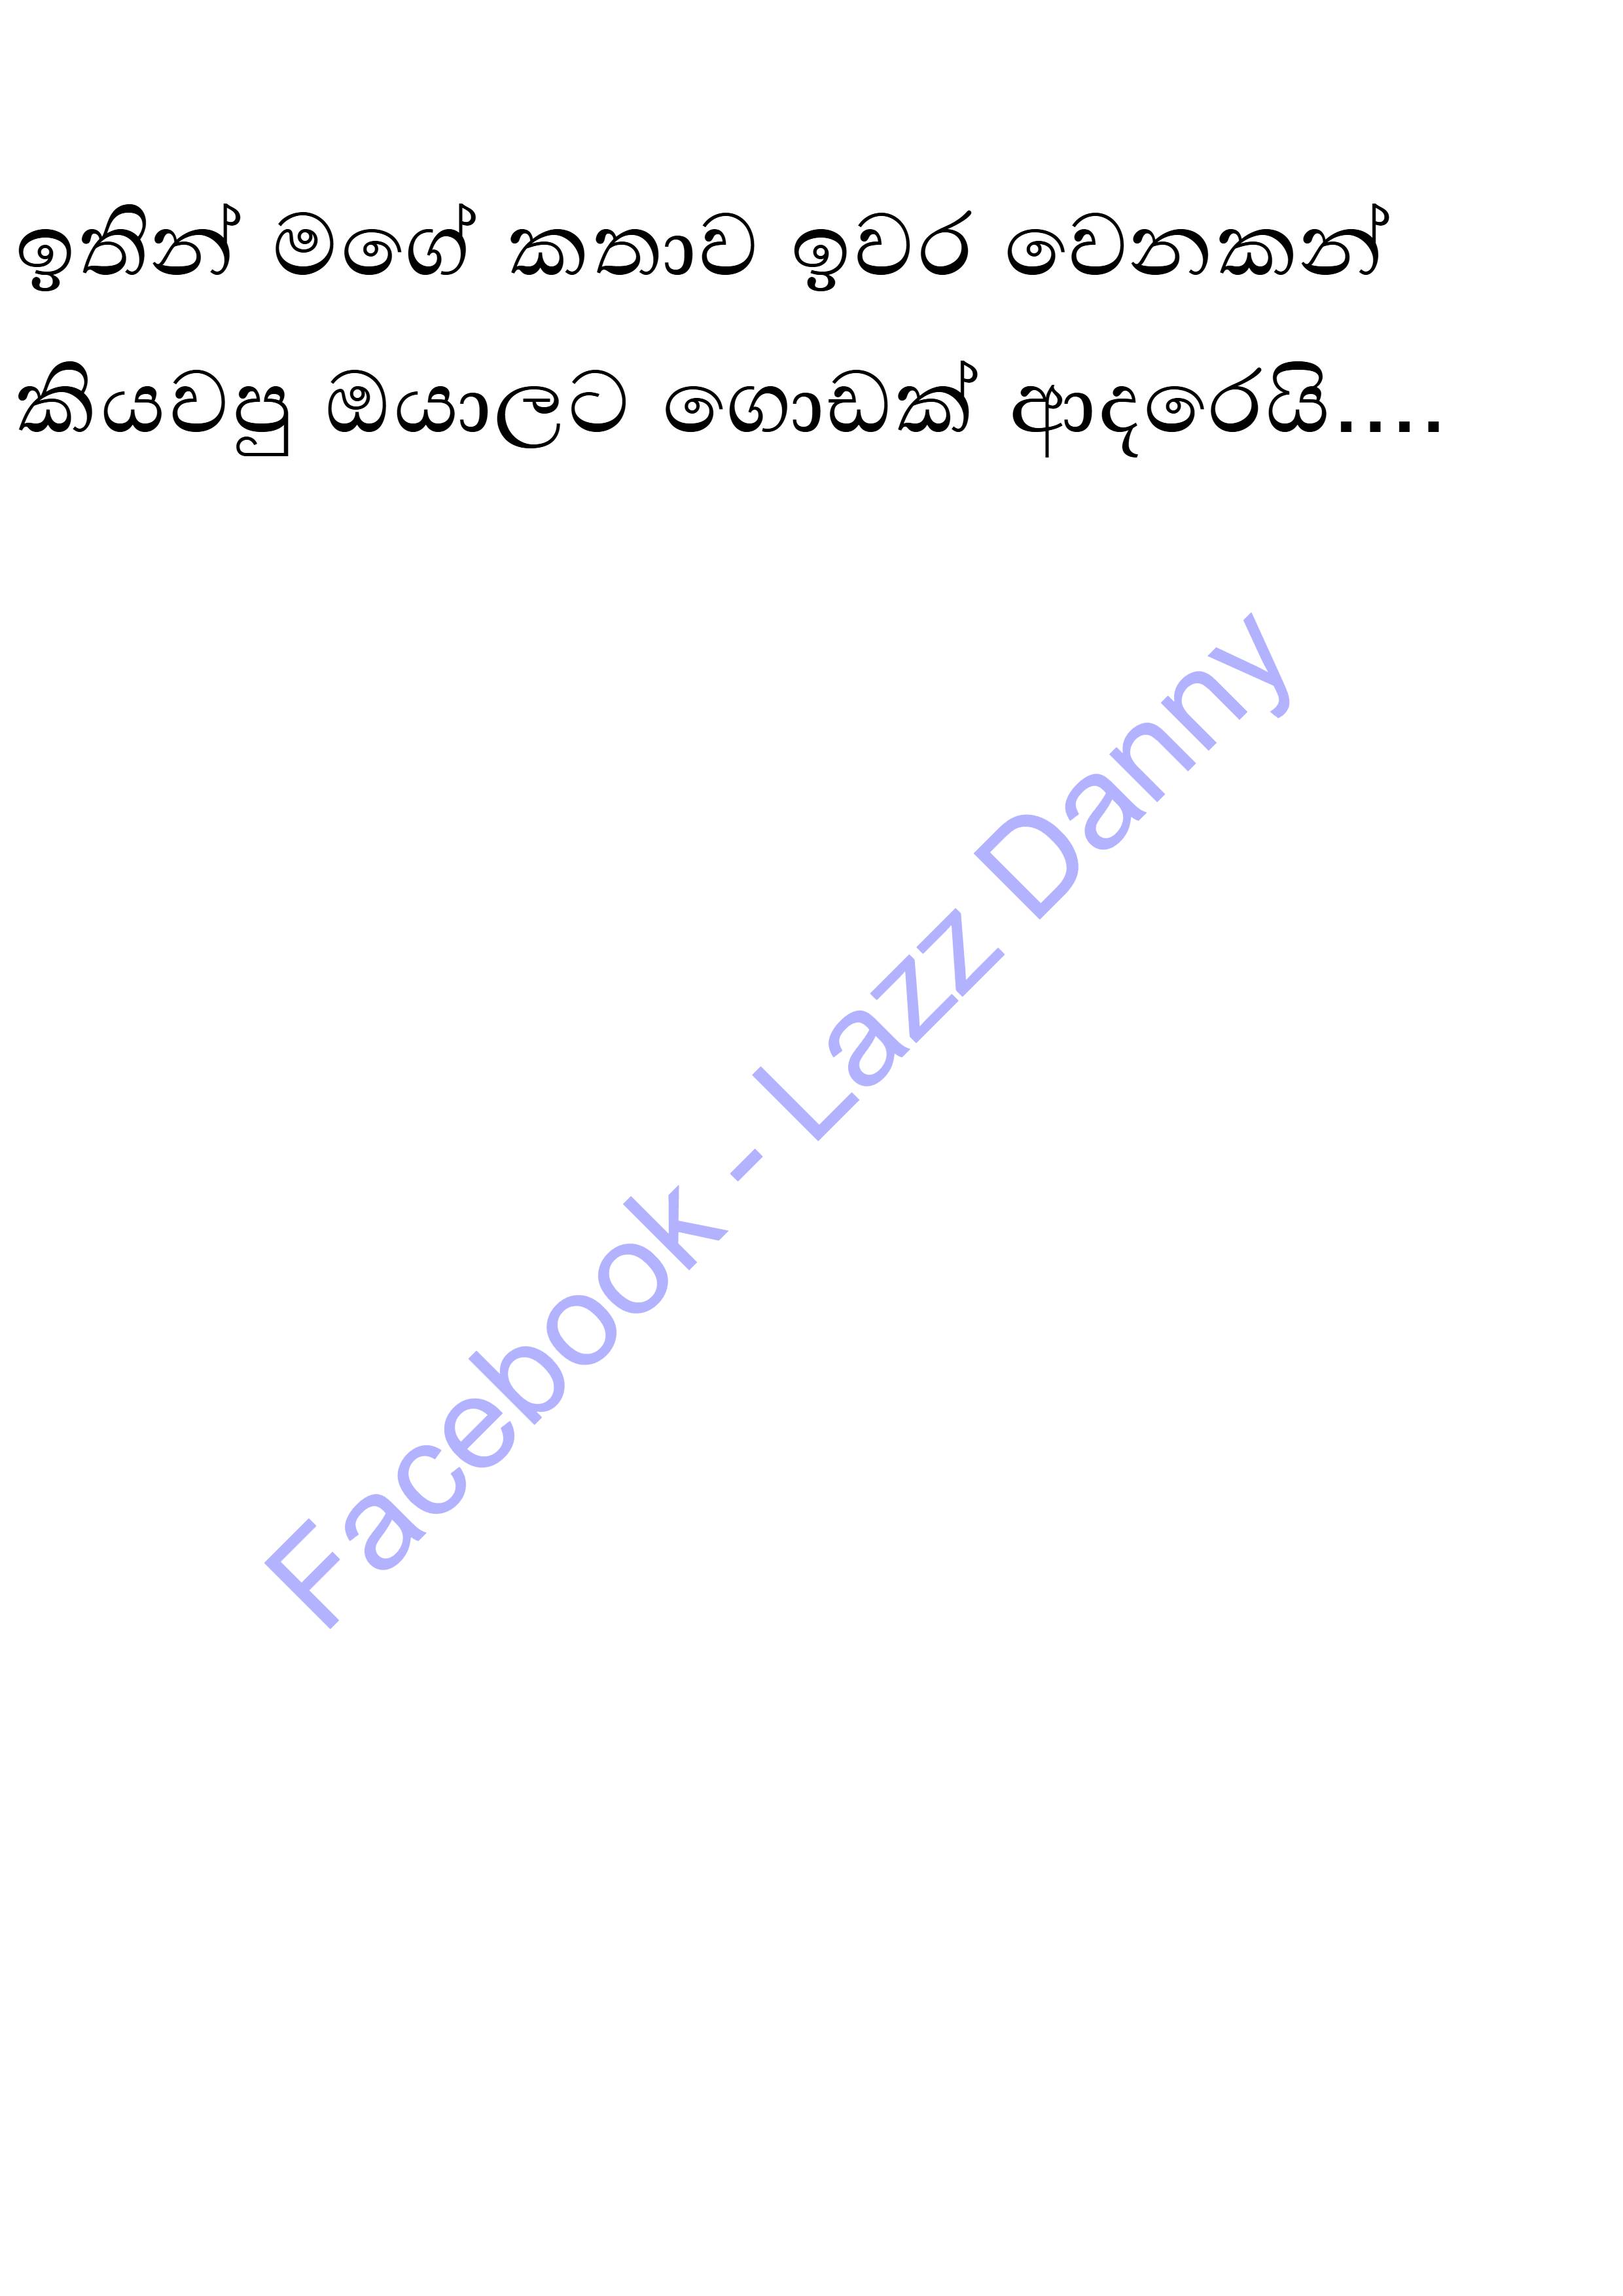 ඉතින් මගේ කතාව ඉවර වෙනකන්
කියවපු ඔයාලට ගොඩක් ආදරෙයි....
Facebook - Lazz Danny